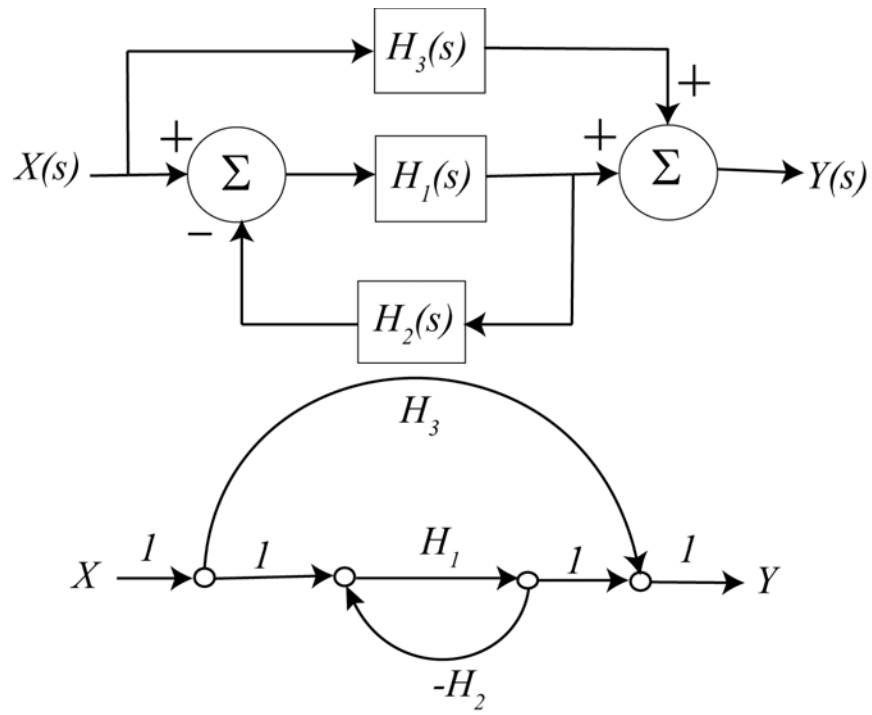 H₃(s)
+
+ +
X(s) Σ H₁(s) Σ Y(s)
−
H₂(s)
H₃
1 1 H₁ 1 1
X Y
-H₂